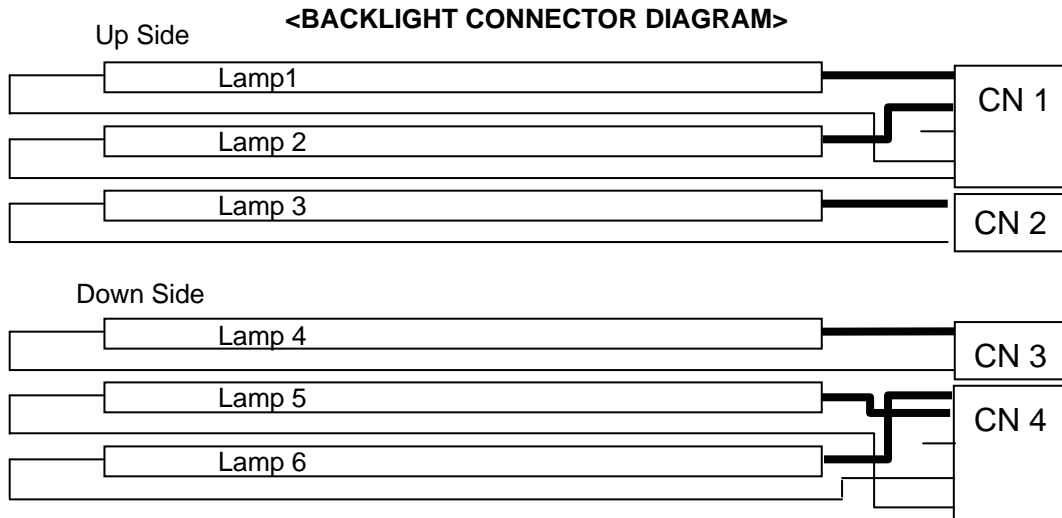 <BACKLIGHT CONNECTOR DIAGRAM>
Up Side
Lamp1
CN 1
Lamp 2
Lamp 3
CN 2
Down Side
Lamp 4
CN 3
Lamp 5
CN 4
Lamp 6